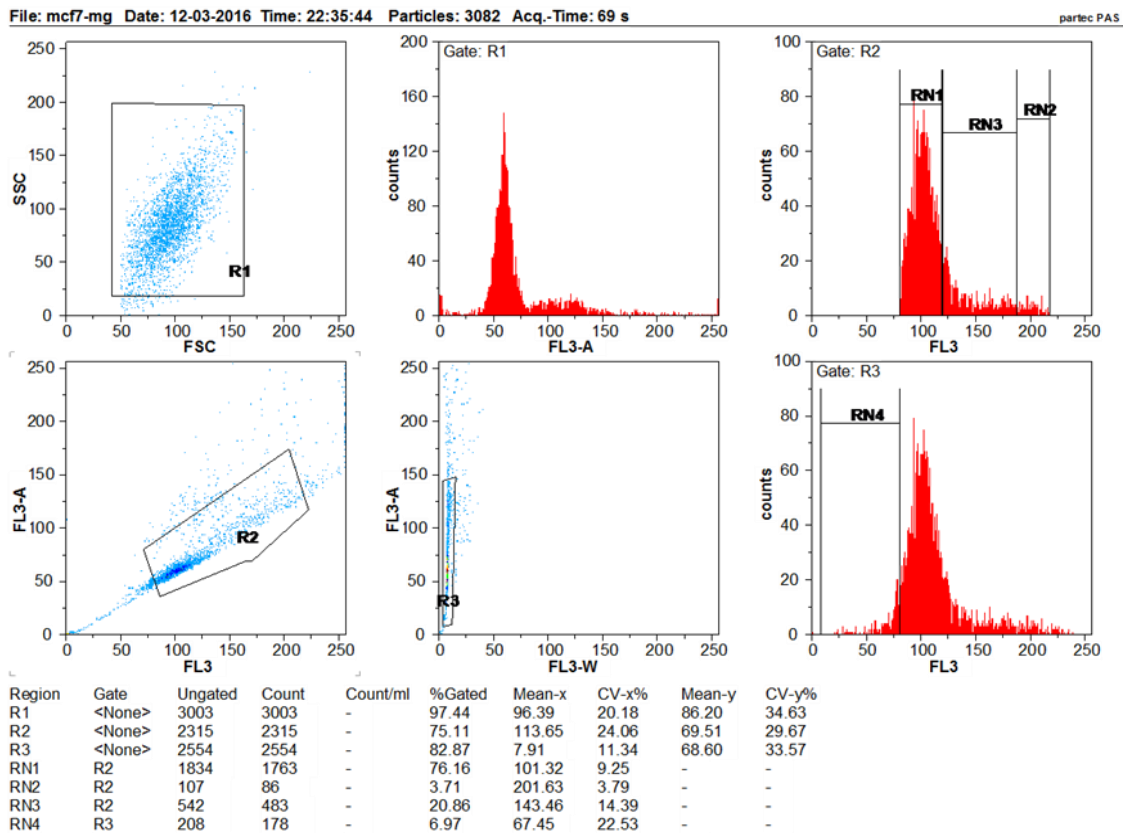 File: mcf7-mg Date: 12-03-2016 Time: 22:35:44 Particles: 3082 Acq.-Time: 69 s partec PAS
250
200
150
100
50
0
SSC
R1
0 50 100 150 200 250
FSC
Gate: R1
200
160
120
80
40
0
counts
0 50 100 150 200 250
FL3-A
Gate: R2
100
80
60
40
20
0
counts
RN1
RN3
RN2
0 50 100 150 200 250
FL3
250
200
150
100
50
0
FL3-A
R2
0 50 100 150 200 250
FL3
250
200
150
100
50
0
FL3-A
R3
0 50 100 150 200 250
FL3-W
Gate: R3
100
80
60
40
20
0
counts
RN4
0 50 100 150 200 250
FL3
Region Gate Ungated Count Count/ml %Gated Mean-x CV-x% Mean-y CV-y%
R1 <None> 3003 3003 - 97.44 96.39 20.18 86.20 34.63
R2 <None> 2315 2315 - 75.11 113.65 24.06 69.51 29.67
R3 <None> 2554 2554 - 82.87 7.91 11.34 68.60 33.57
RN1 R2 1834 1763 - 76.16 101.32 9.25 - -
RN2 R2 107 86 - 3.71 201.63 3.79 - -
RN3 R2 542 483 - 20.86 143.46 14.39 - -
RN4 R3 208 178 - 6.97 67.45 22.53 - -